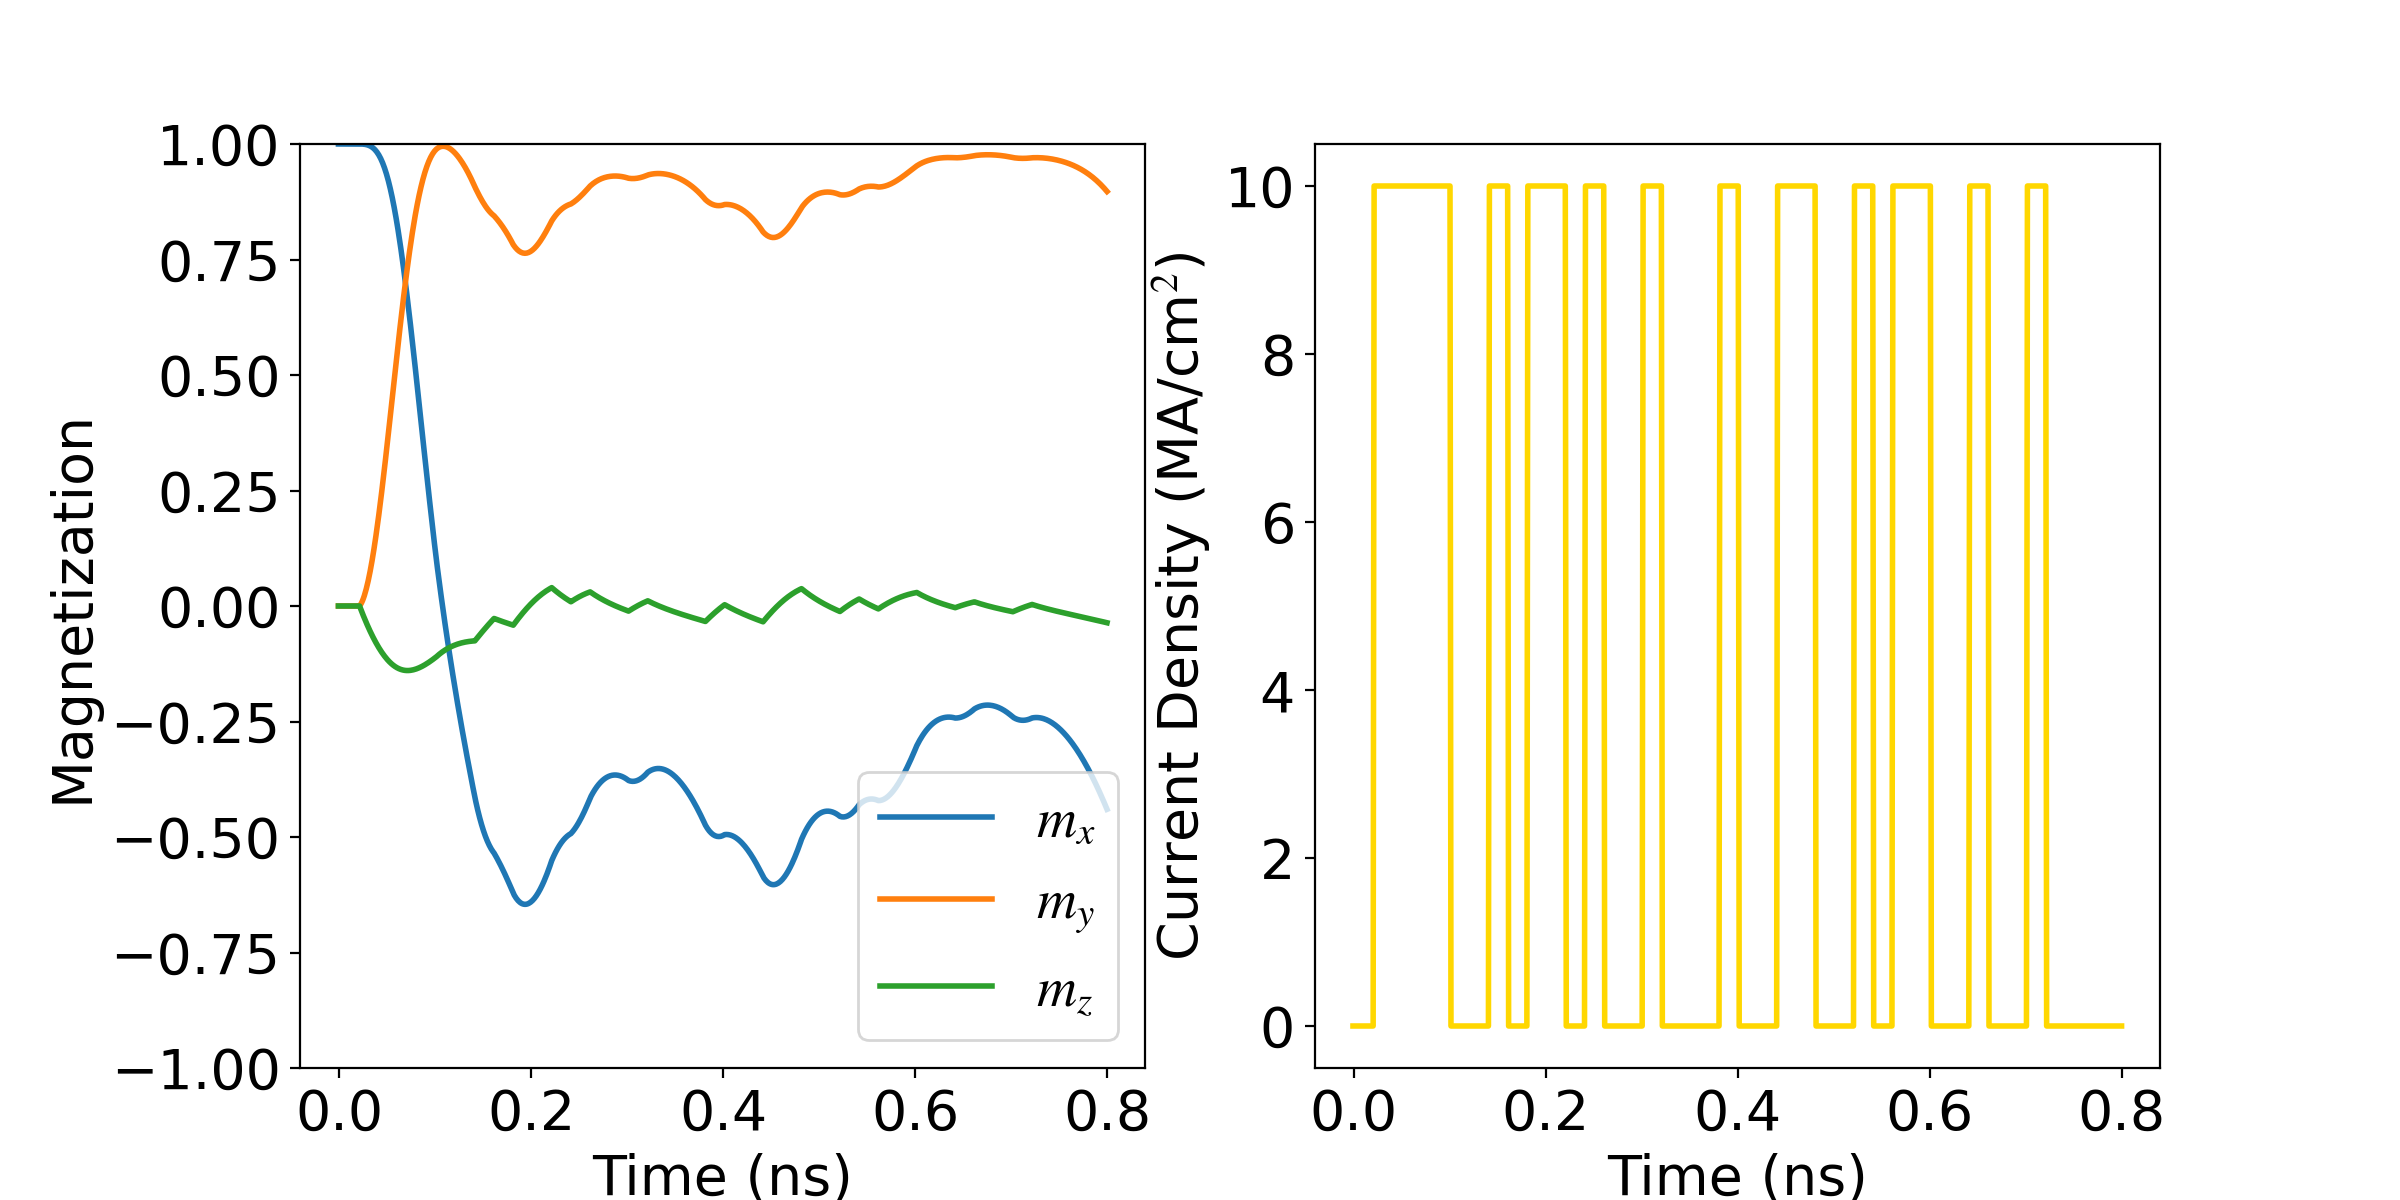 1.00
0.75
0.50
0.25
0.00
−0.25
−0.50
−0.75
−1.00
Magnetization
0.0 0.2 0.4 0.6 0.8
Time (ns)
m_x
m_y
m_z
10
8
6
4
2
0
Current Density (MA/cm²)
0.0 0.2 0.4 0.6 0.8
Time (ns)